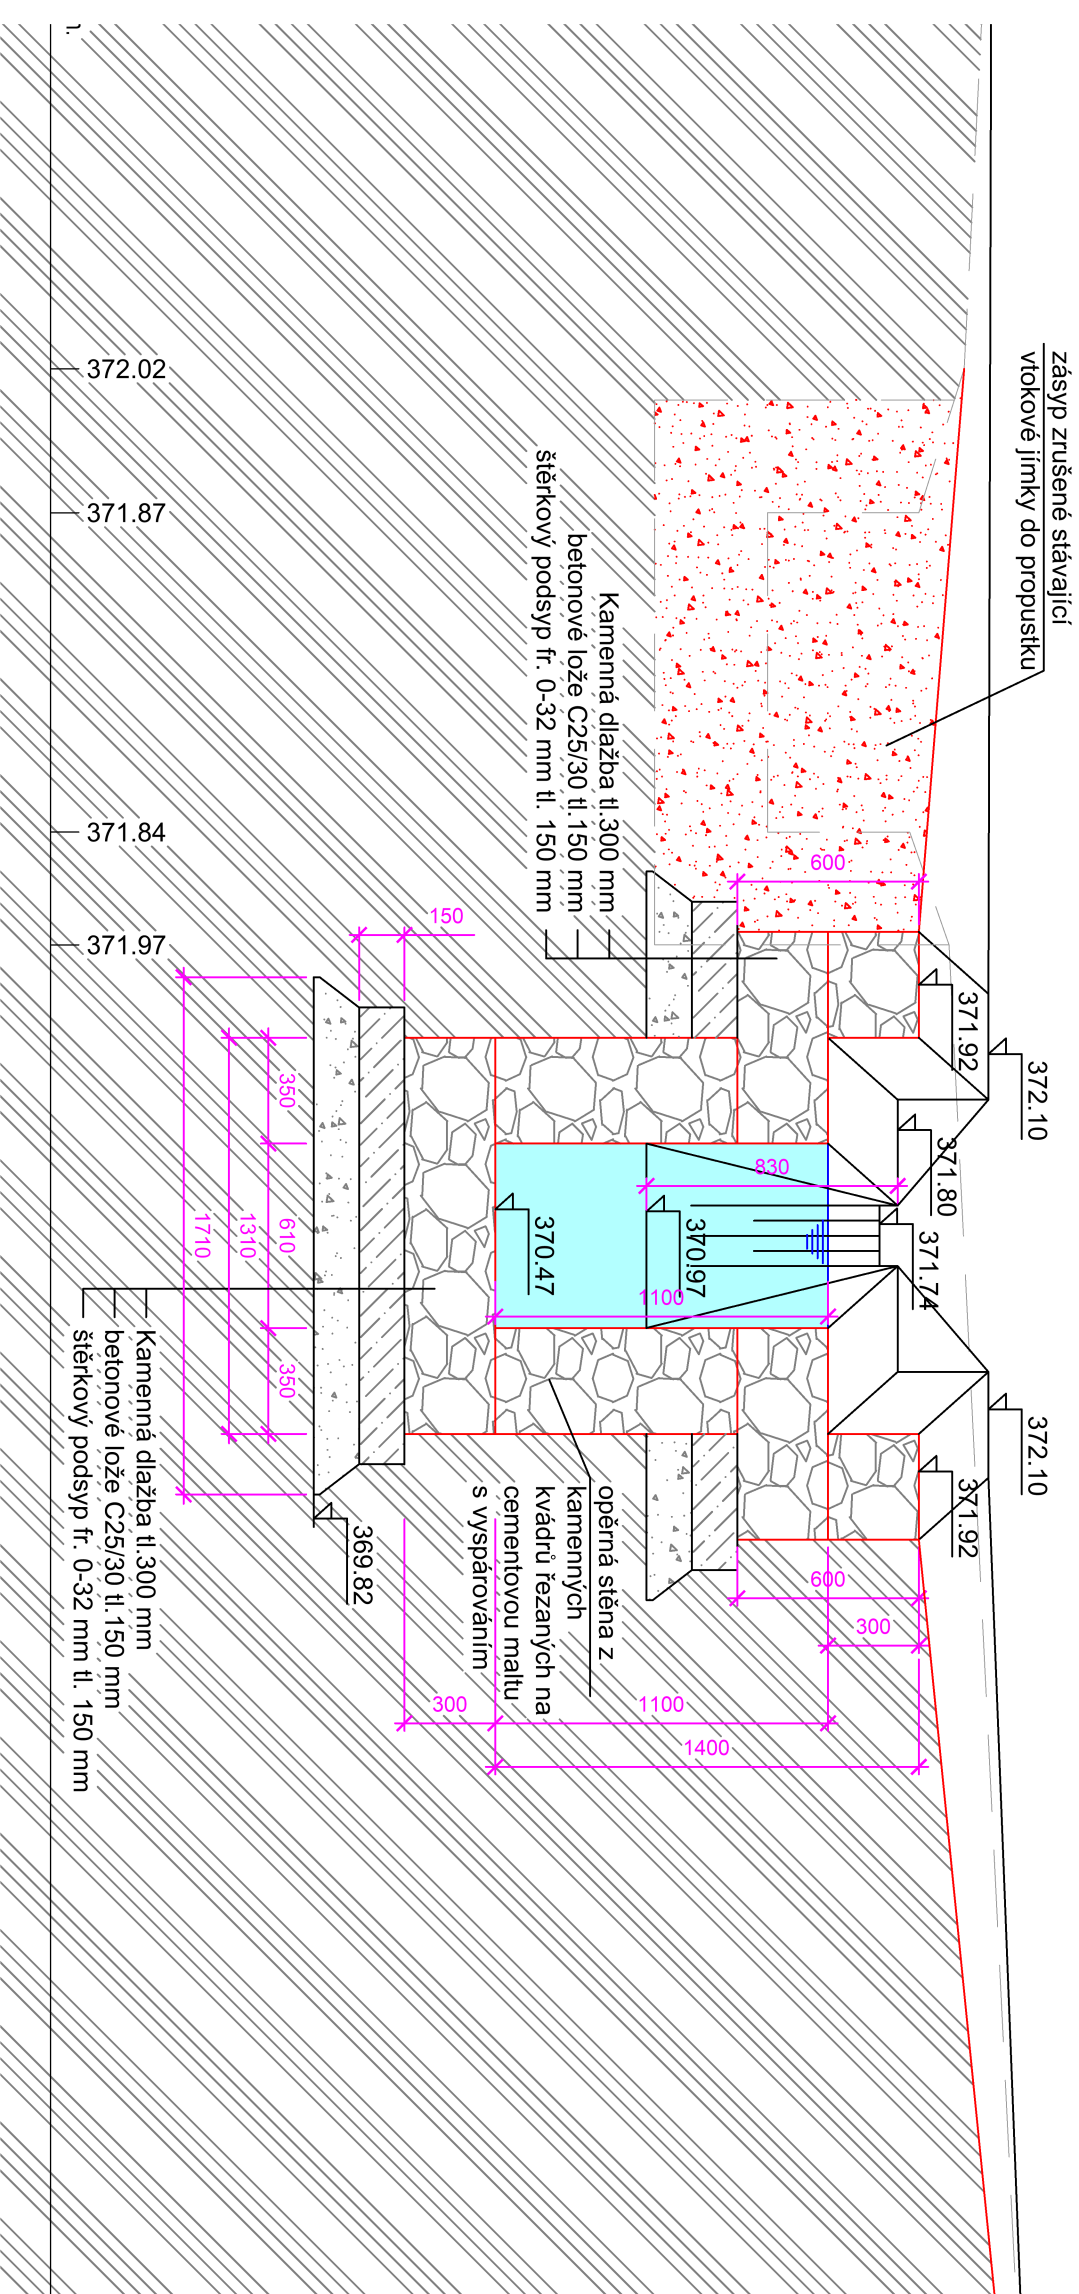 zásyp zrušené stávající
vtokové jímky do propustku
372.10
372.10
371.92
371.92
371.80
371.74
370.97
370.47
369.82
830
1100
600
600
300
1100
300
1400
150
350
610
350
1310
1710
Kamenná dlažba tl.300 mm
betonové lože C25/30 tl.150 mm
štěrkový podsyp fr. 0-32 mm tl. 150 mm
opěrná stěna z
kamenných
kvádrů řezaných na
cementovou maltu
s vyspárováním
Kamenná dlažba tl.300 mm
betonové lože C25/30 tl.150 mm
štěrkový podsyp fr. 0-32 mm tl. 150 mm
372.02
371.87
371.84
371.97